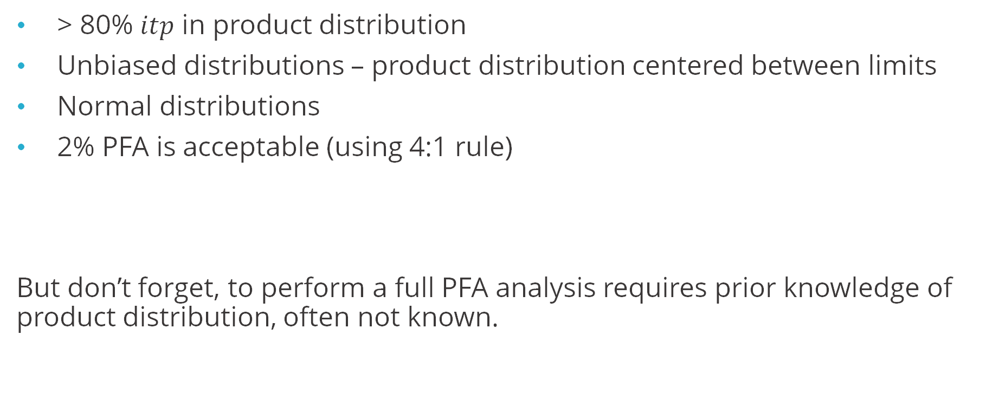 • > 80% itp in product distribution
• Unbiased distributions – product distribution centered between limits
• Normal distributions
• 2% PFA is acceptable (using 4:1 rule)
But don’t forget, to perform a full PFA analysis requires prior knowledge of
product distribution, often not known.